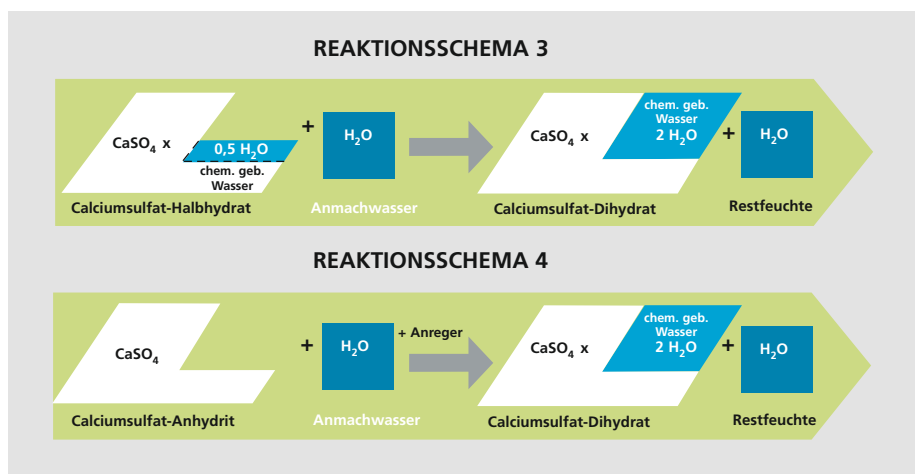 REAKTIONSSCHEMA 3
CaSO₄ x
0,5 H₂O
chem. geb.
Wasser
+
H₂O
CaSO₄ x
chem. geb.
Wasser
2 H₂O
+
H₂O
Calciumsulfat-Halbhydrat
Anmachwasser
Calciumsulfat-Dihydrat
Restfeuchte
REAKTIONSSCHEMA 4
CaSO₄
+
H₂O
+ Anreger
CaSO₄ x
chem. geb.
Wasser
2 H₂O
+
H₂O
Calciumsulfat-Anhydrit
Anmachwasser
Calciumsulfat-Dihydrat
Restfeuchte